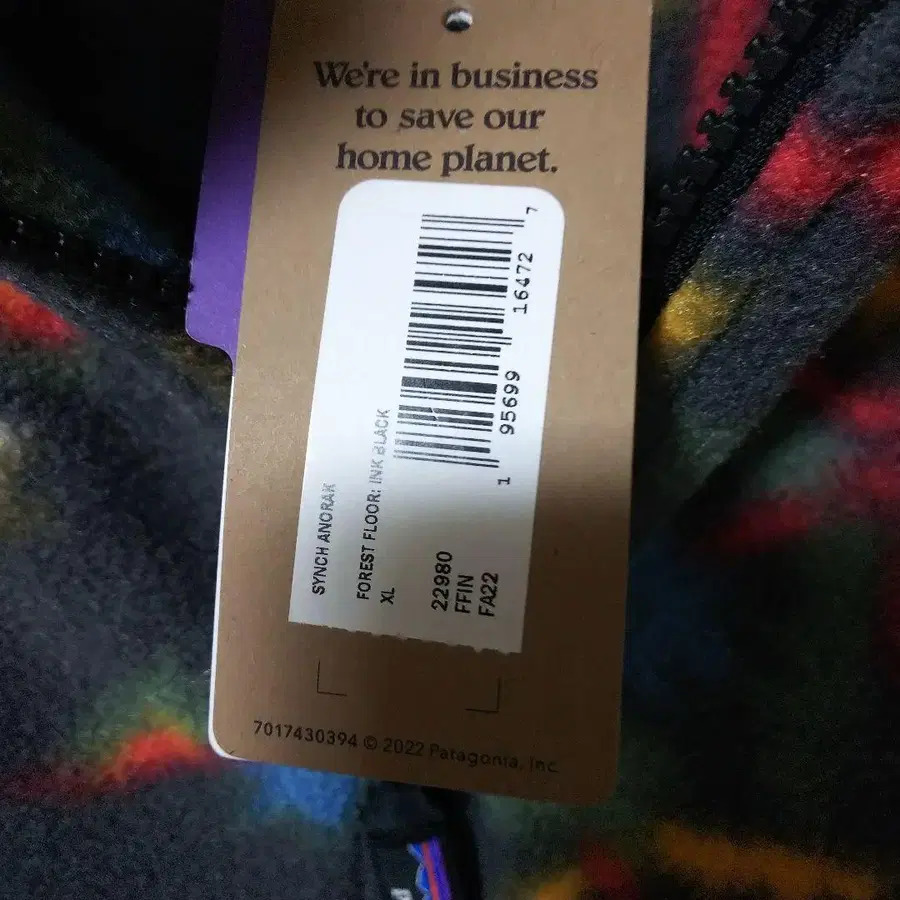 We're in business
to save our
home planet.
SYNCH ANORAK
FOREST FLOOR: INK BLACK
XL
22980
FFIN
FA22
1 95699 16472 7
7017430394 © 2022 Patagonia, Inc.